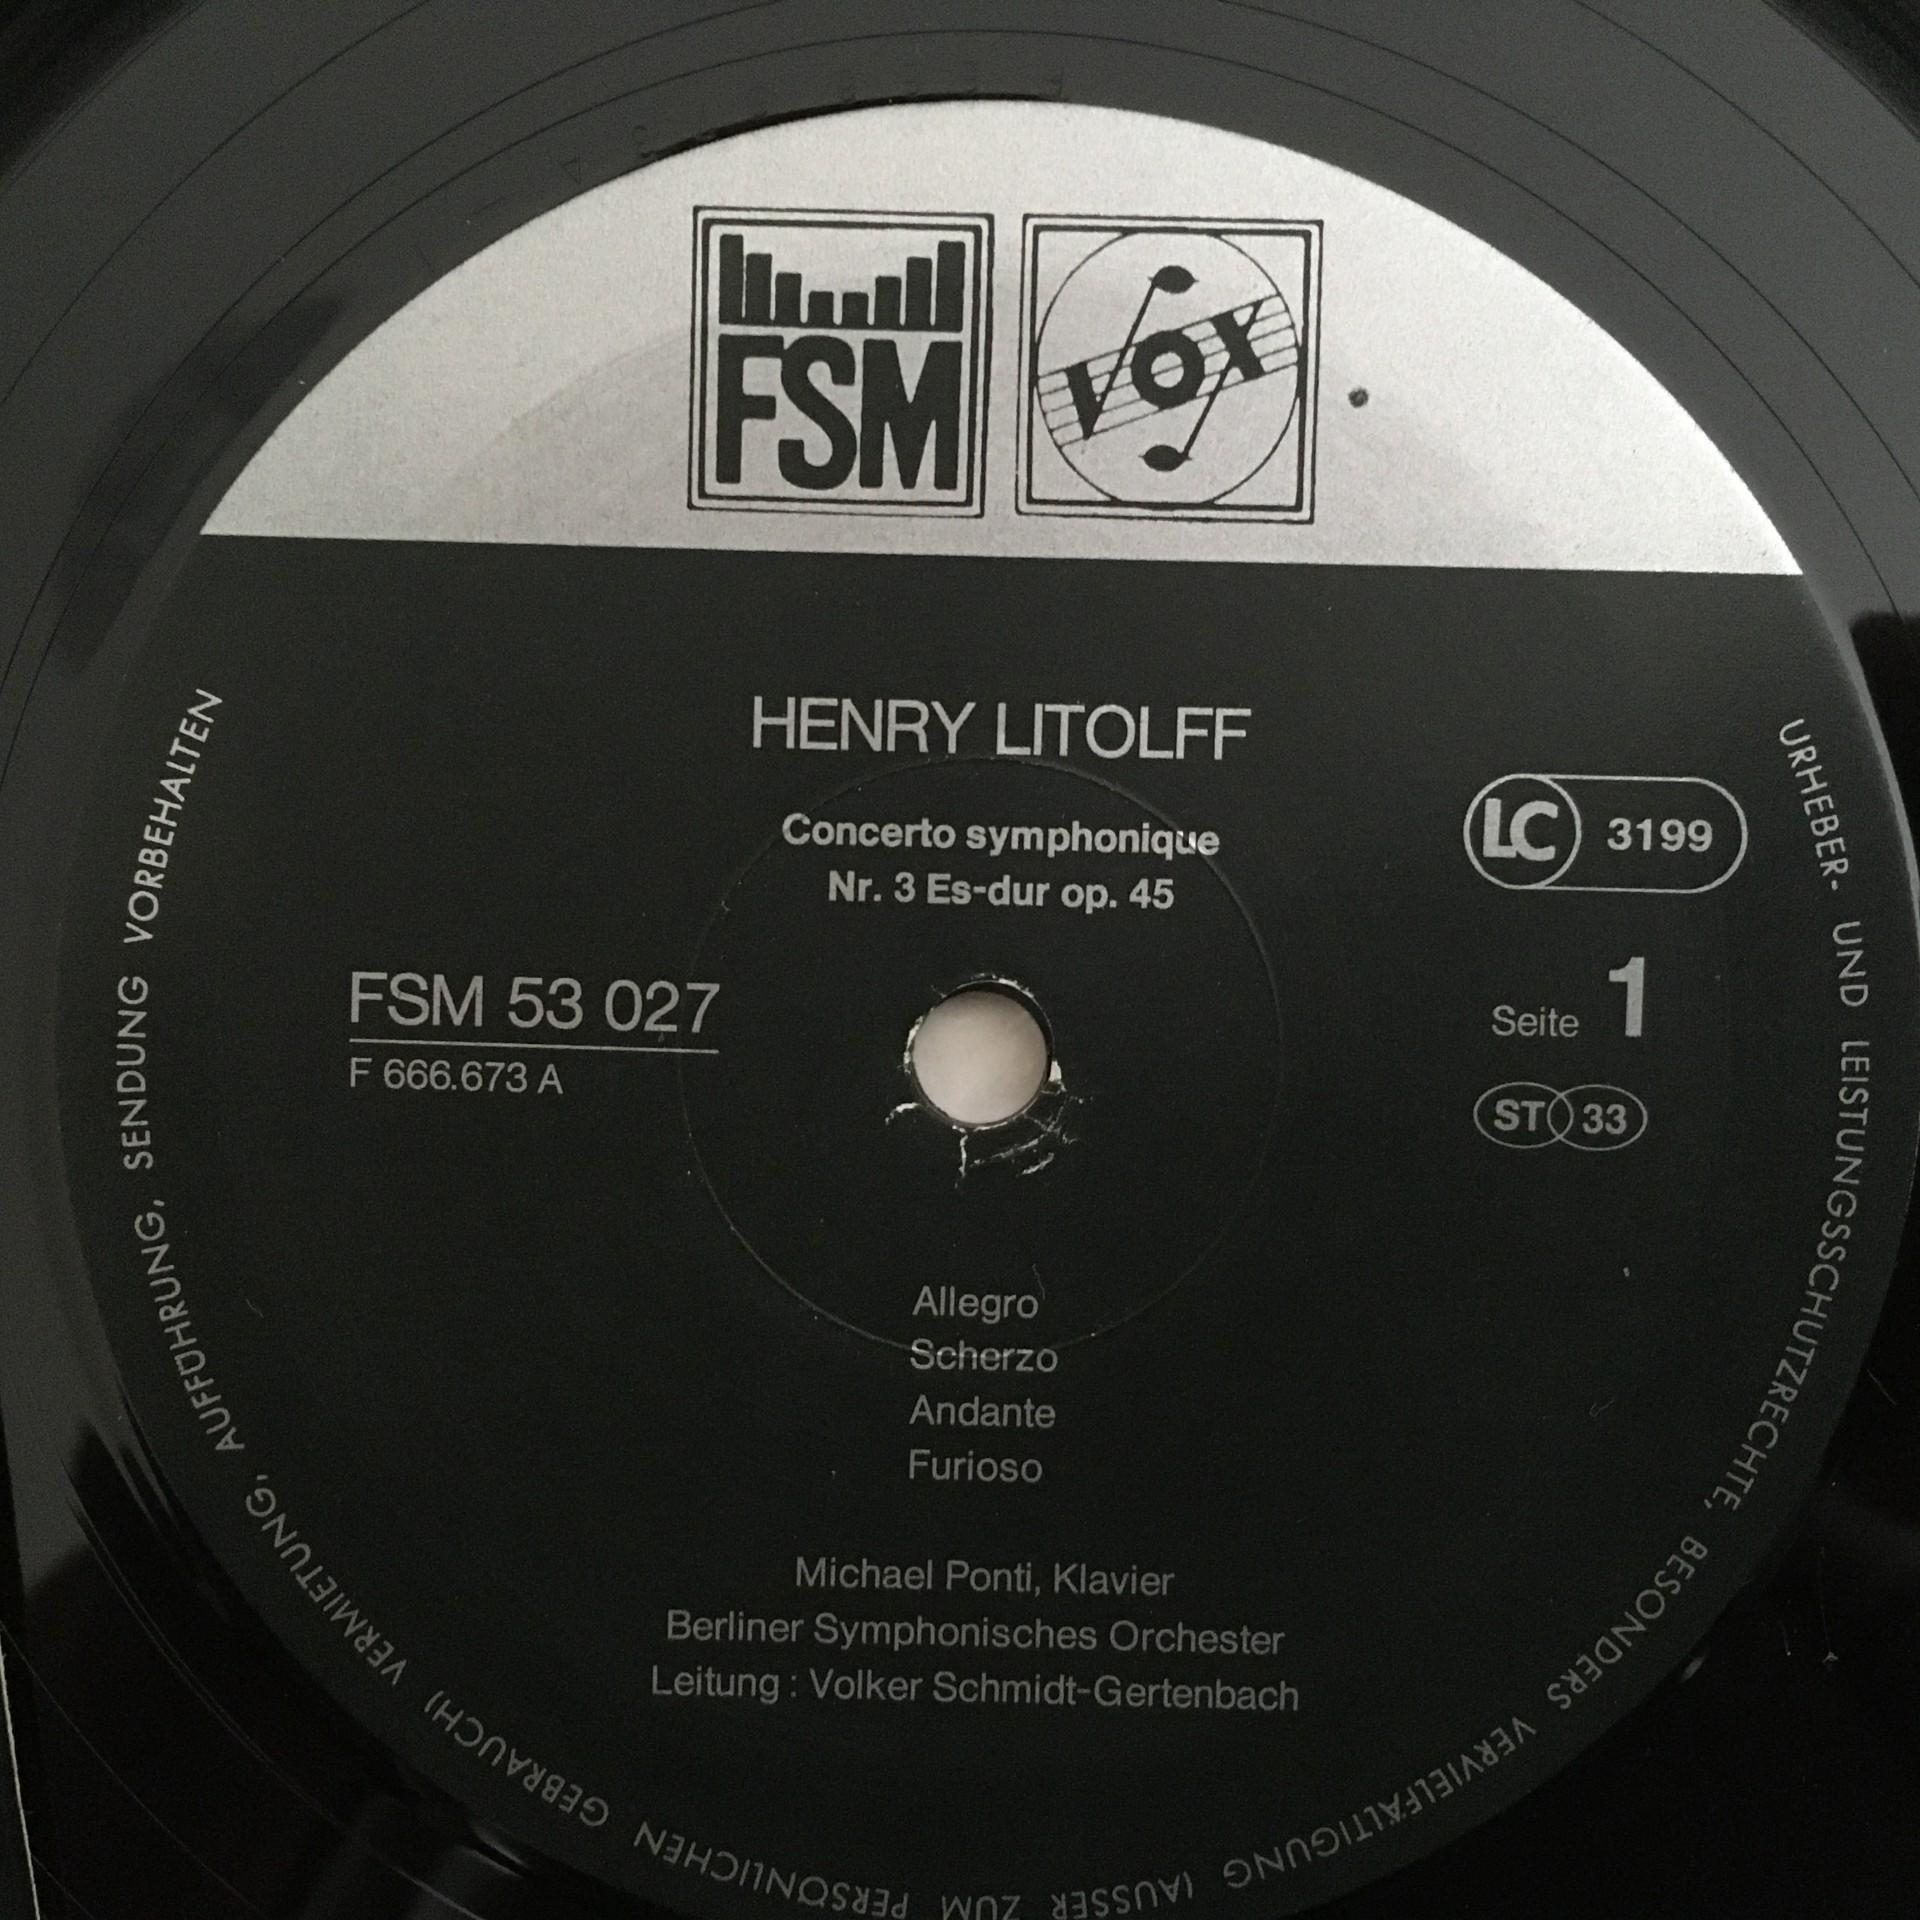 FSM
VOX
HENRY LITOLFF
Concerto symphonique
Nr. 3 Es-dur op. 45
LC 3199
FSM 53 027
F 666.673 A
Seite 1
ST 33
Allegro
Scherzo
Andante
Furioso
Michael Ponti, Klavier
Berliner Symphonisches Orchester
Leitung : Volker Schmidt-Gertenbach
URHEBER- UND LEISTUNGSSCHUTZRECHTE, BESONDERS VERVIELFÄLTIGUNG (AUSSER ZUM PERSÖNLICHEN GEBRAUCH) VERMIETUNG, AUFFÜHRUNG, SENDUNG VORBEHALTEN